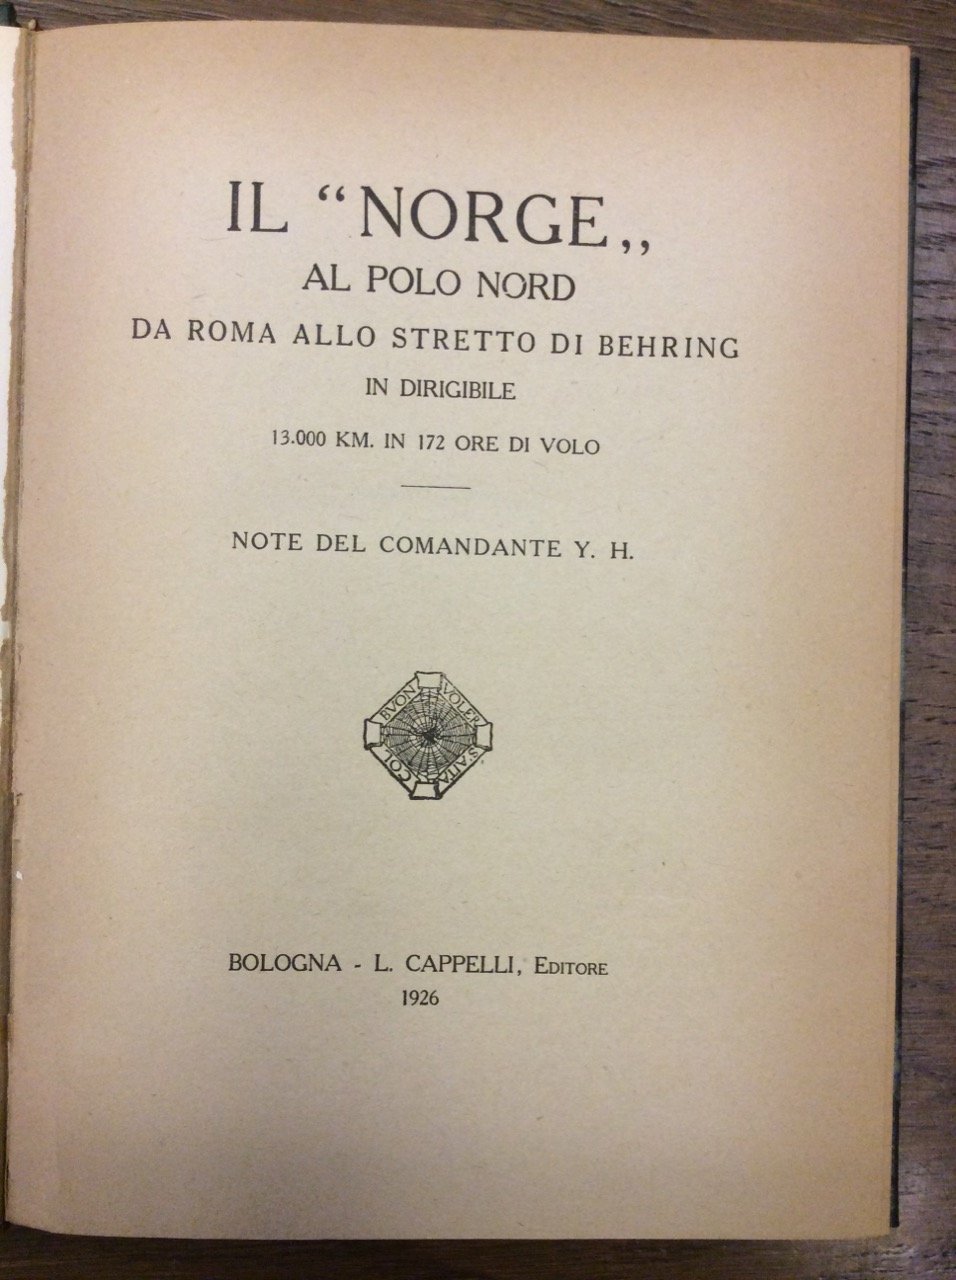 IL “NORGE„
AL POLO NORD
DA ROMA ALLO STRETTO DI BEHRING
IN DIRIGIBILE
13.000 KM. IN 172 ORE DI VOLO
NOTE DEL COMANDANTE Y. H.
COL BVON VOLER S'AITA
BOLOGNA - L. CAPPELLI, EDITORE
1926